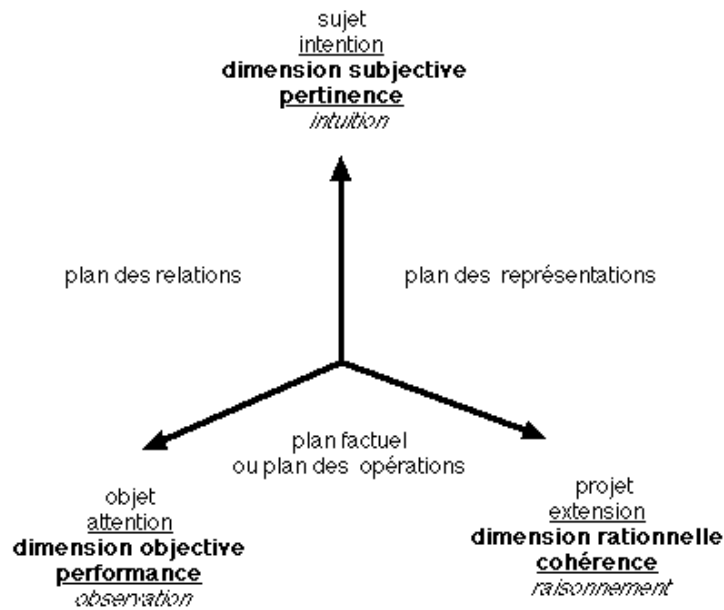 sujet
intention
dimension subjective
pertinence
intuition
plan des relations
plan des représentations
plan factuel
ou plan des opérations
objet
attention
dimension objective
performance
observation
projet
extension
dimension rationnelle
cohérence
raisonnement